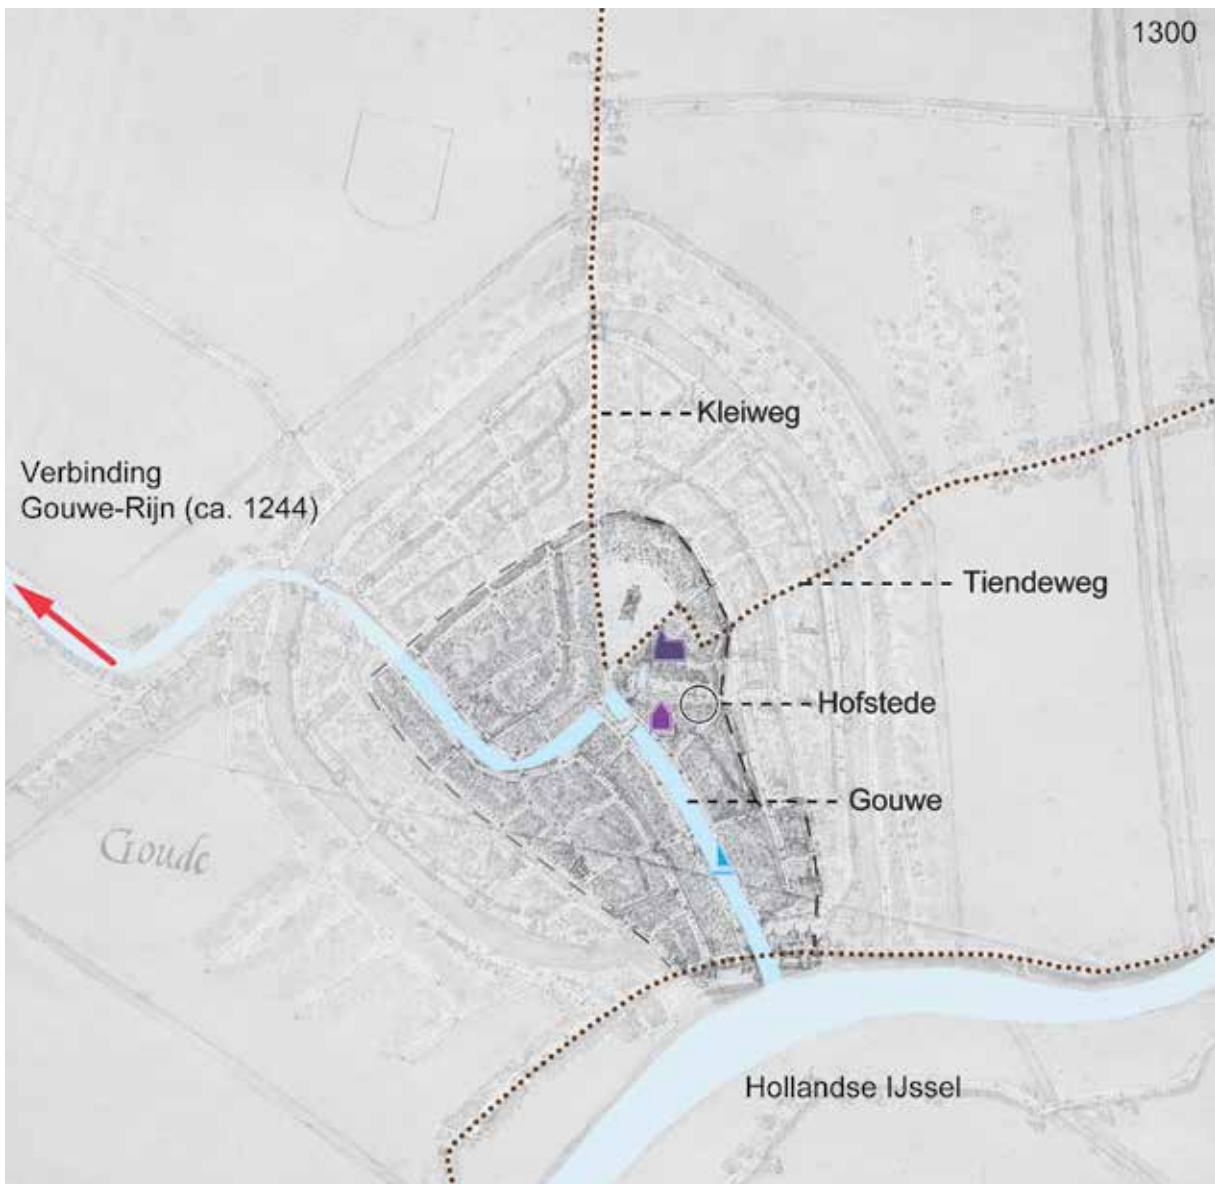 1300
Kleiweg
Verbinding
Gouwe-Rijn (ca. 1244)
Tiendeweg
Hofstede
Gouwe
Goude
Hollandse IJssel